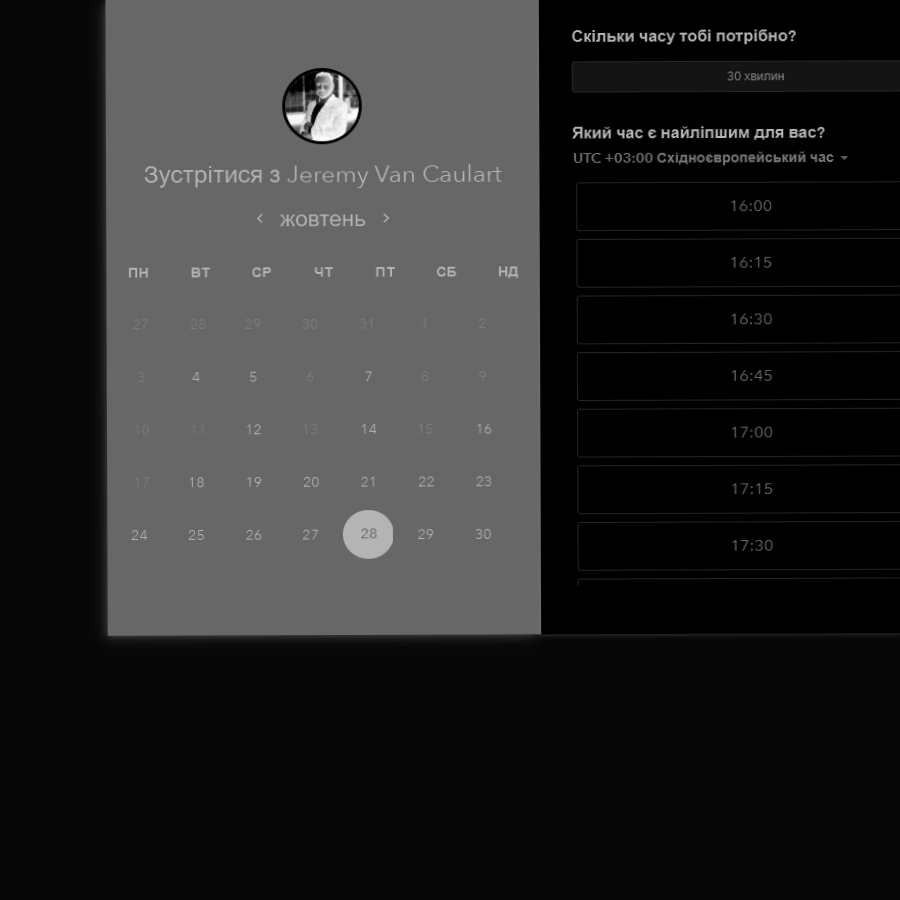 Зустрітися з Jeremy Van Caulart
‹ жовтень ›
ПН ВТ СР ЧТ ПТ СБ НД
27 28 29 30 31 1 2
3 4 5 6 7 8 9
10 11 12 13 14 15 16
17 18 19 20 21 22 23
24 25 26 27 28 29 30
Скільки часу тобі потрібно?
30 хвилин
Який час є найліпшим для вас?
UTC +03:00 Східноєвропейський час
16:00
16:15
16:30
16:45
17:00
17:15
17:30